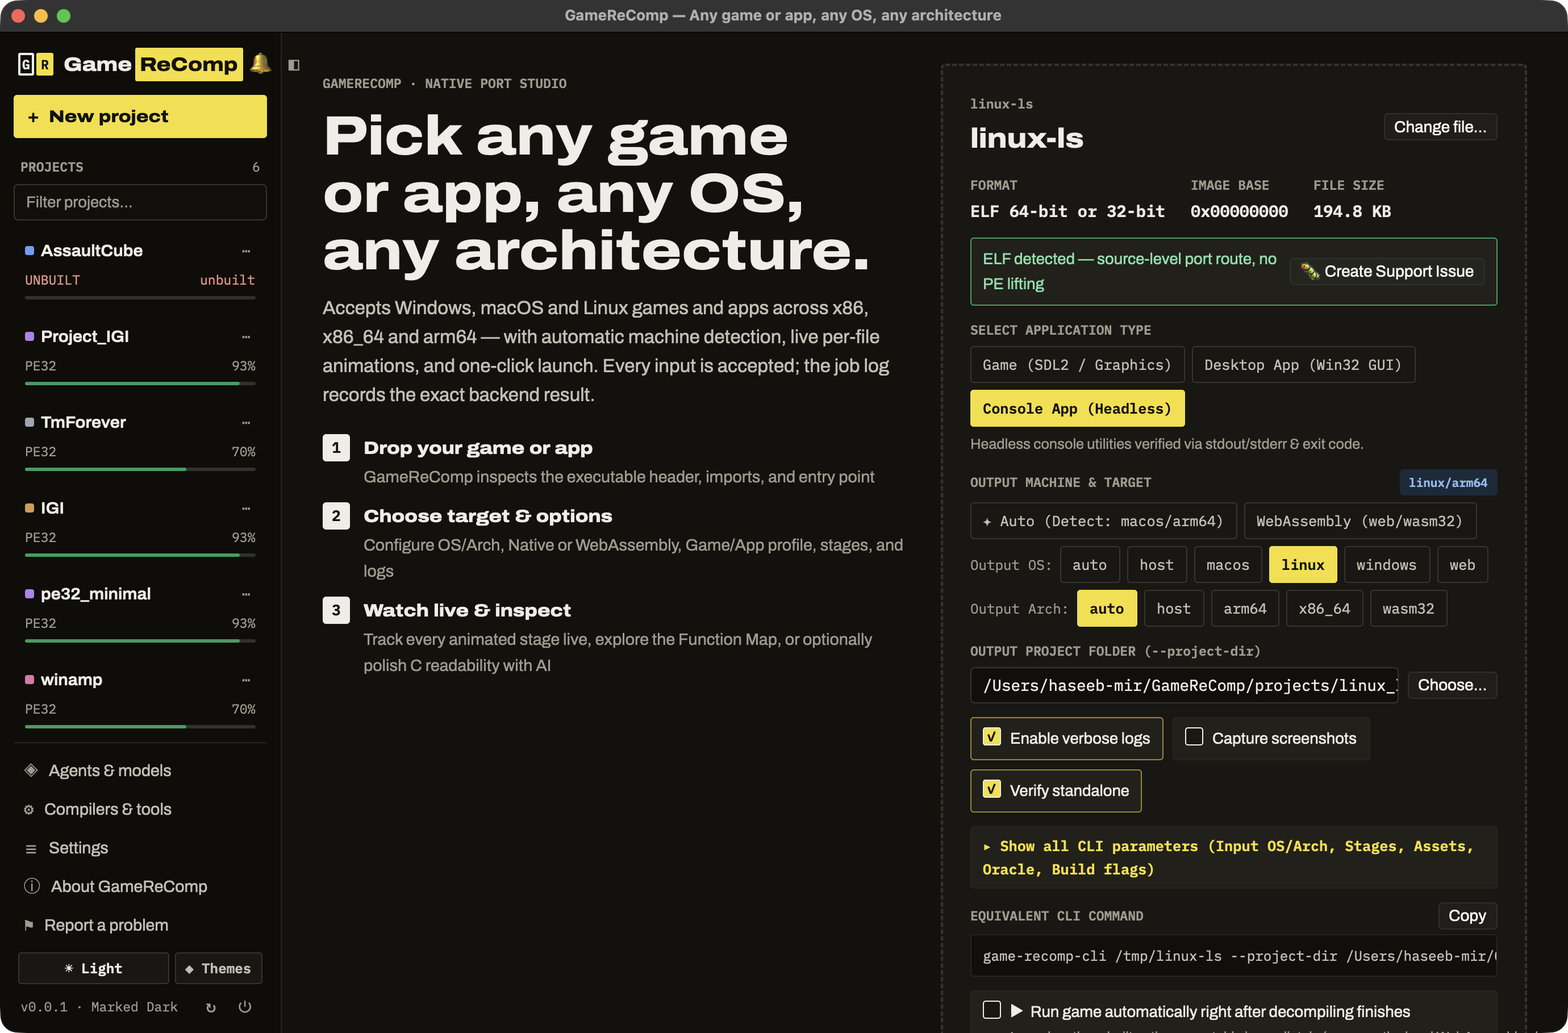 GameReComp — Any game or app, any OS, any architecture
GR Game ReComp
+ New project
PROJECTS 6
Filter projects...
AssaultCube ...
UNBUILT unbuilt
Project_IGI ...
PE32 93%
TmForever ...
PE32 70%
IGI ...
PE32 93%
pe32_minimal ...
PE32 93%
winamp ...
PE32 70%
Agents & models
Compilers & tools
Settings
About GameReComp
Report a problem
Light
Themes
v0.0.1 · Marked Dark
GAMERECOMP · NATIVE PORT STUDIO
Pick any game
or app, any OS,
any architecture.
Accepts Windows, macOS and Linux games and apps across x86,
x86_64 and arm64 — with automatic machine detection, live per-file
animations, and one-click launch. Every input is accepted; the job log
records the exact backend result.
1 Drop your game or app
GameReComp inspects the executable header, imports, and entry point
2 Choose target & options
Configure OS/Arch, Native or WebAssembly, Game/App profile, stages, and
logs
3 Watch live & inspect
Track every animated stage live, explore the Function Map, or optionally
polish C readability with AI
linux-ls
linux-ls
Change file...
FORMAT IMAGE BASE FILE SIZE
ELF 64-bit or 32-bit 0x00000000 194.8 KB
ELF detected — source-level port route, no
PE lifting
Create Support Issue
SELECT APPLICATION TYPE
Game (SDL2 / Graphics) Desktop App (Win32 GUI)
Console App (Headless)
Headless console utilities verified via stdout/stderr & exit code.
OUTPUT MACHINE & TARGET linux/arm64
✦ Auto (Detect: macos/arm64) WebAssembly (web/wasm32)
Output OS: auto host macos linux windows web
Output Arch: auto host arm64 x86_64 wasm32
OUTPUT PROJECT FOLDER (--project-dir)
/Users/haseeb-mir/GameReComp/projects/linux_ Choose...
Enable verbose logs Capture screenshots
Verify standalone
▸ Show all CLI parameters (Input OS/Arch, Stages, Assets,
Oracle, Build flags)
EQUIVALENT CLI COMMAND Copy
game-recomp-cli /tmp/linux-ls --project-dir /Users/haseeb-mir/
▶ Run game automatically right after decompiling finishes